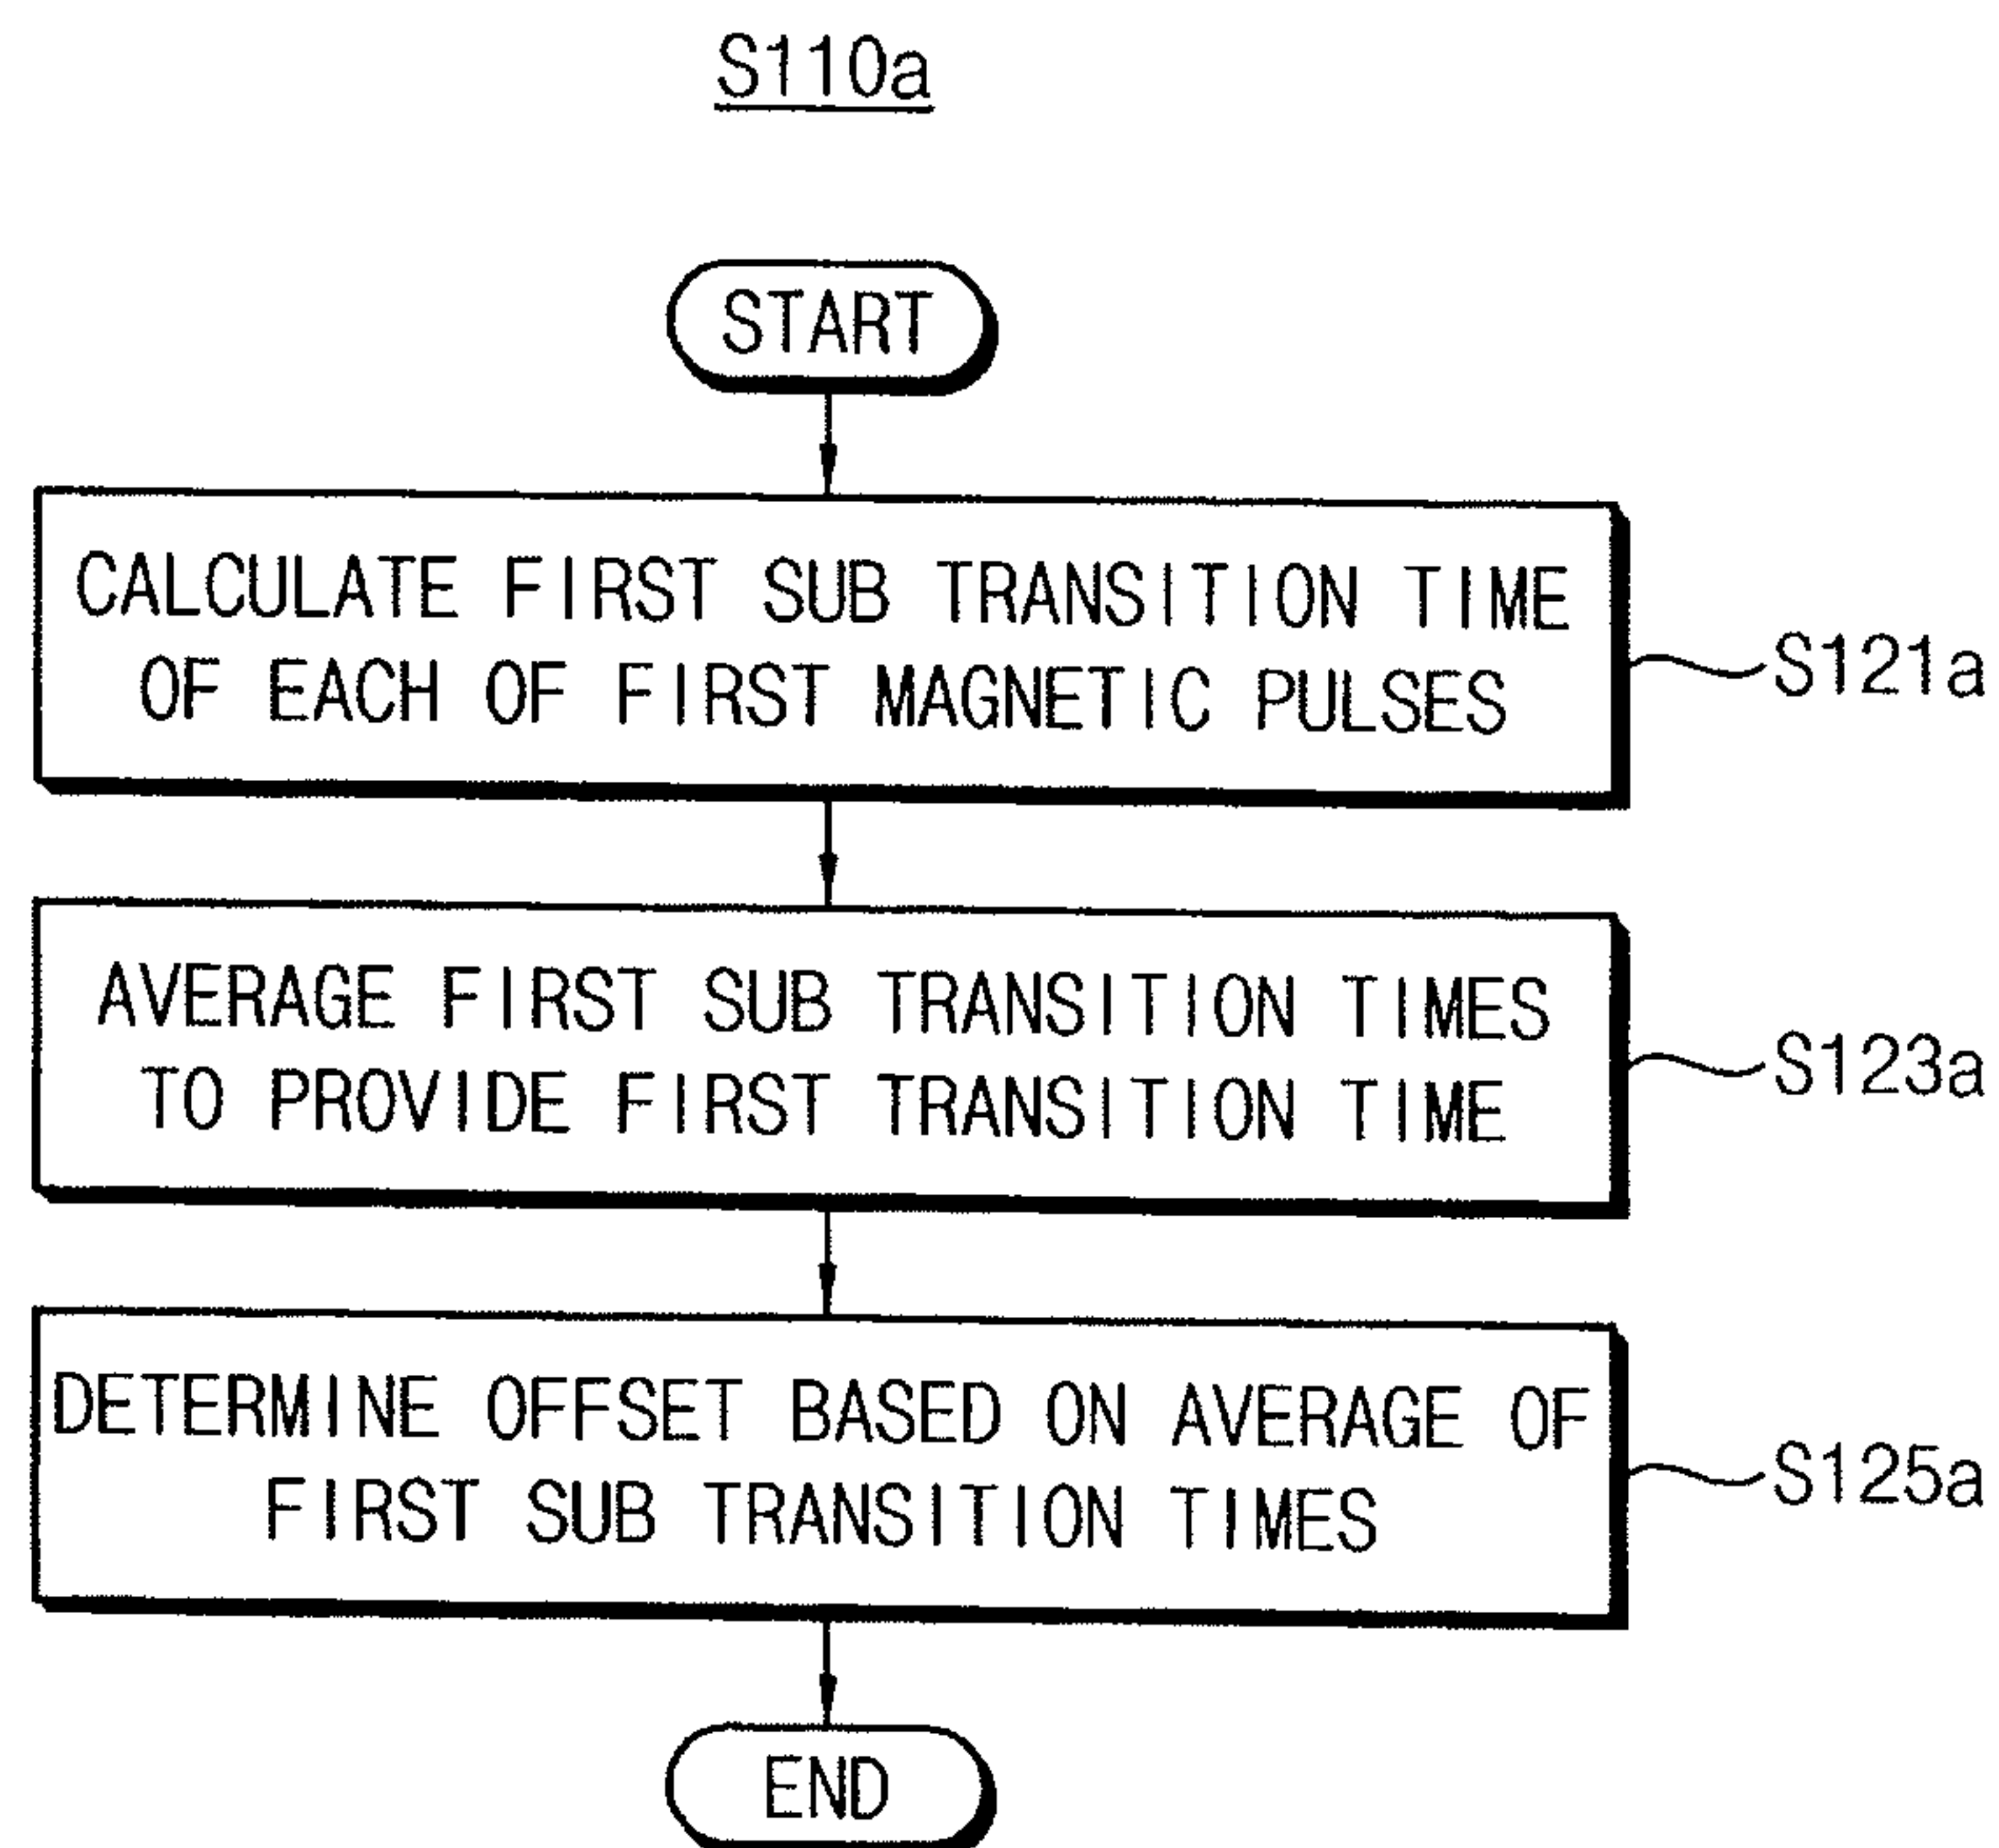 S110a
START
CALCULATE FIRST SUB TRANSITION TIME
OF EACH OF FIRST MAGNETIC PULSES
S121a
AVERAGE FIRST SUB TRANSITION TIMES
TO PROVIDE FIRST TRANSITION TIME
S123a
DETERMINE OFFSET BASED ON AVERAGE OF
FIRST SUB TRANSITION TIMES
S125a
END